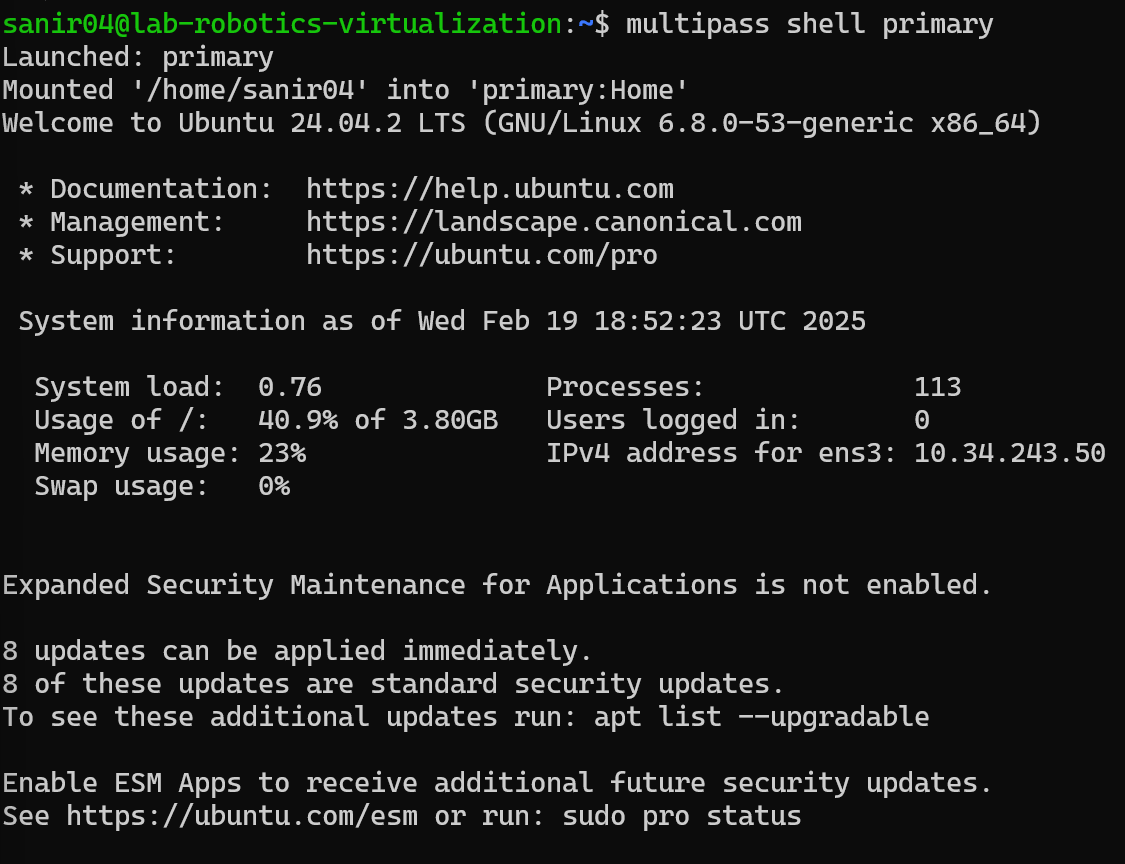 sanir04@lab-robotics-virtualization:~$ multipass shell primary
Launched: primary
Mounted '/home/sanir04' into 'primary:Home'
Welcome to Ubuntu 24.04.2 LTS (GNU/Linux 6.8.0-53-generic x86_64)
 * Documentation:  https://help.ubuntu.com
 * Management:     https://landscape.canonical.com
 * Support:        https://ubuntu.com/pro
 System information as of Wed Feb 19 18:52:23 UTC 2025
  System load:  0.76              Processes:             113
  Usage of /:   40.9% of 3.80GB   Users logged in:       0
  Memory usage: 23%               IPv4 address for ens3: 10.34.243.50
  Swap usage:   0%
Expanded Security Maintenance for Applications is not enabled.
8 updates can be applied immediately.
8 of these updates are standard security updates.
To see these additional updates run: apt list --upgradable
Enable ESM Apps to receive additional future security updates.
See https://ubuntu.com/esm or run: sudo pro status